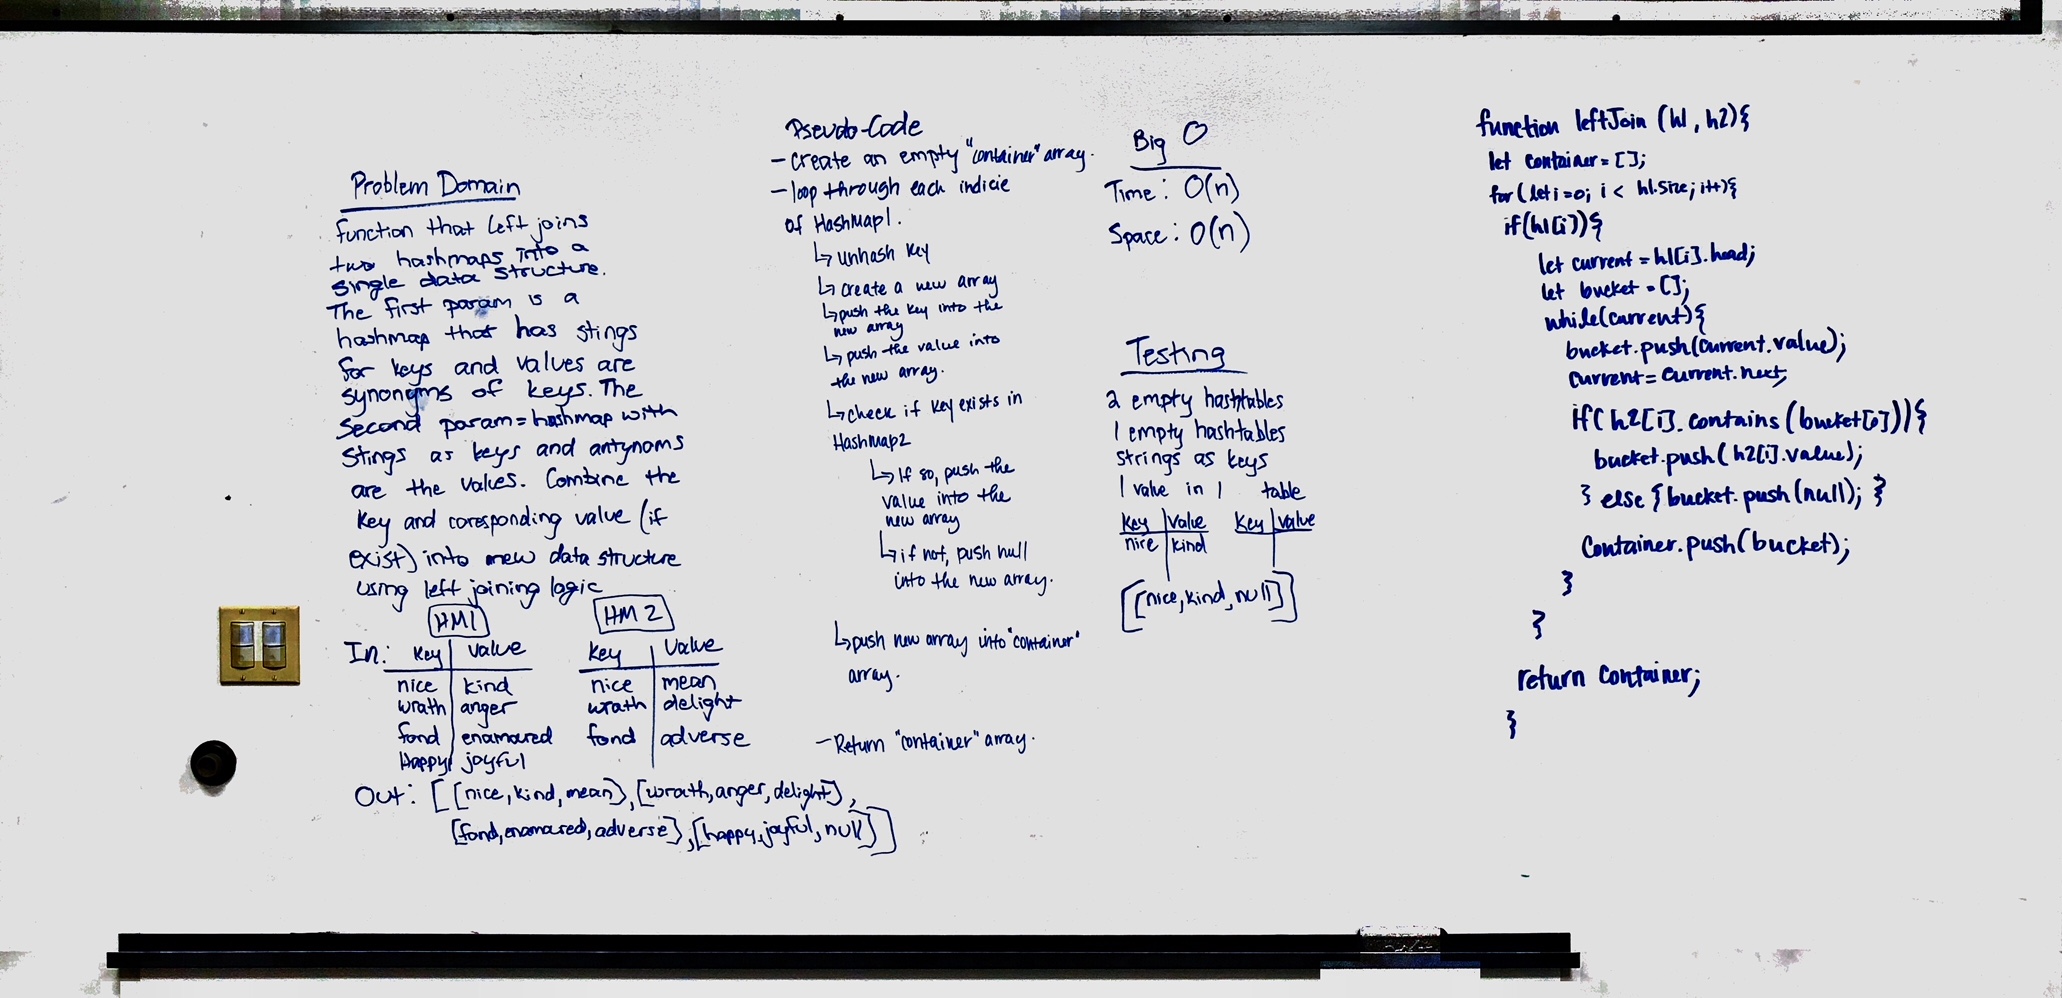 Problem Domain
function that left joins
two hashmaps into a
single data structure.
The first param is a
hashmap that has stings
for keys and values are
synonyms of keys. The
second param = hashmap with
stings as keys and antynoms
are the values. Combine the
key and coresponding value (if
exist) into new data structure
using left joining logic
HM1 HM2
In: key value key value
nice kind nice mean
wrath anger wrath delight
fond enamoured fond adverse
Happy joyful
Out: [[nice, kind, mean], [wrath, anger, delight],
[fond, enamoured, adverse], [happy, joyful, null]]
Pseudo-Code
- create an empty "container" array.
- loop through each indicie
of HashMap1.
↳ unhash key
↳ create a new array
↳ push the key into the
new array
↳ push the value into
the new array.
↳ check if key exists in
HashMap2
↳ If so, push the
value into the
new array
↳ if not, push null
into the new array.
↳ push new array into "container"
array.
- Return "container" array.
Big O
Time: O(n)
Space: O(n)
Testing
2 empty hashtables
1 empty hashtables
strings as keys
1 value in 1 table
key value key value
nice kind
[[nice, kind, null]]
function leftJoin (h1, h2){
let container = [];
for (let i=0; i < h1.size; i++){
if(h1[i]){
let current = h1[i].head;
let bucket = [];
while(current){
bucket.push(current.value);
current = current.next;
if( h2[i].contains (bucket[0])){
bucket.push( h2[i].value);
} else { bucket.push(null); }
Container.push(bucket);
}
}
return container;
}